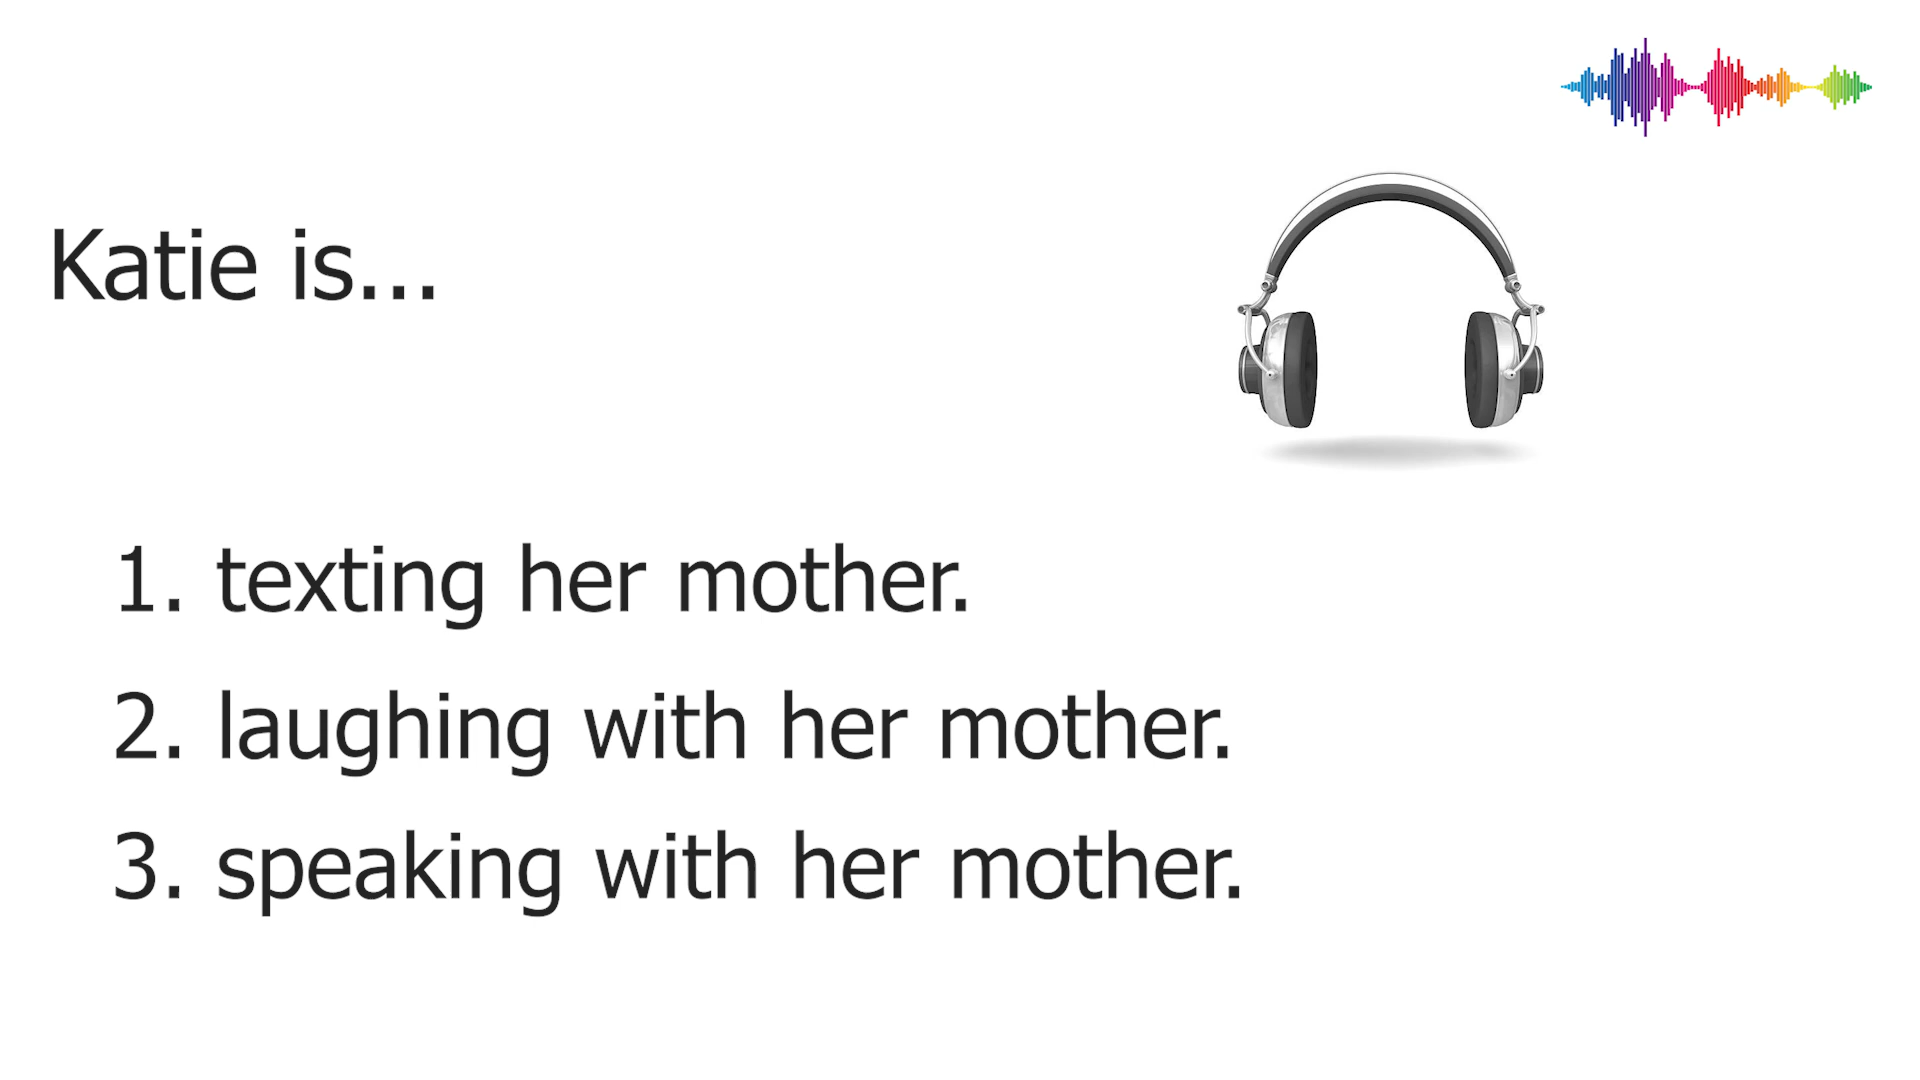 Katie is...
1. texting her mother.
2. laughing with her mother.
3. speaking with her mother.